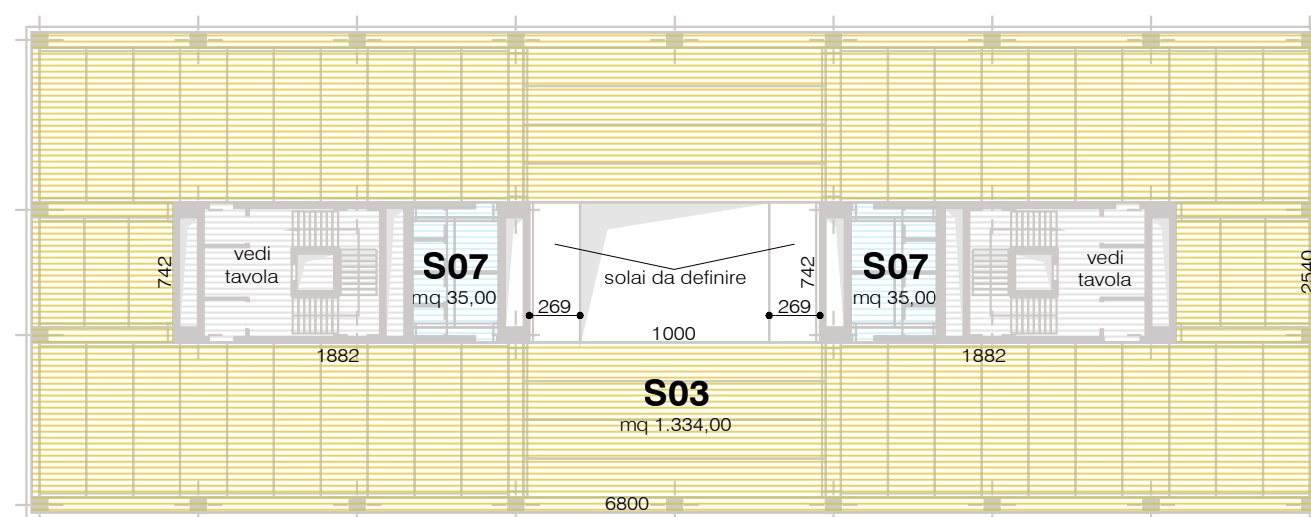 vedi
tavola
742
S07
mq 35,00
solai da definire
269
269
1000
742
S07
mq 35,00
vedi
tavola
2540
1882
1882
S03
mq 1.334,00
6800